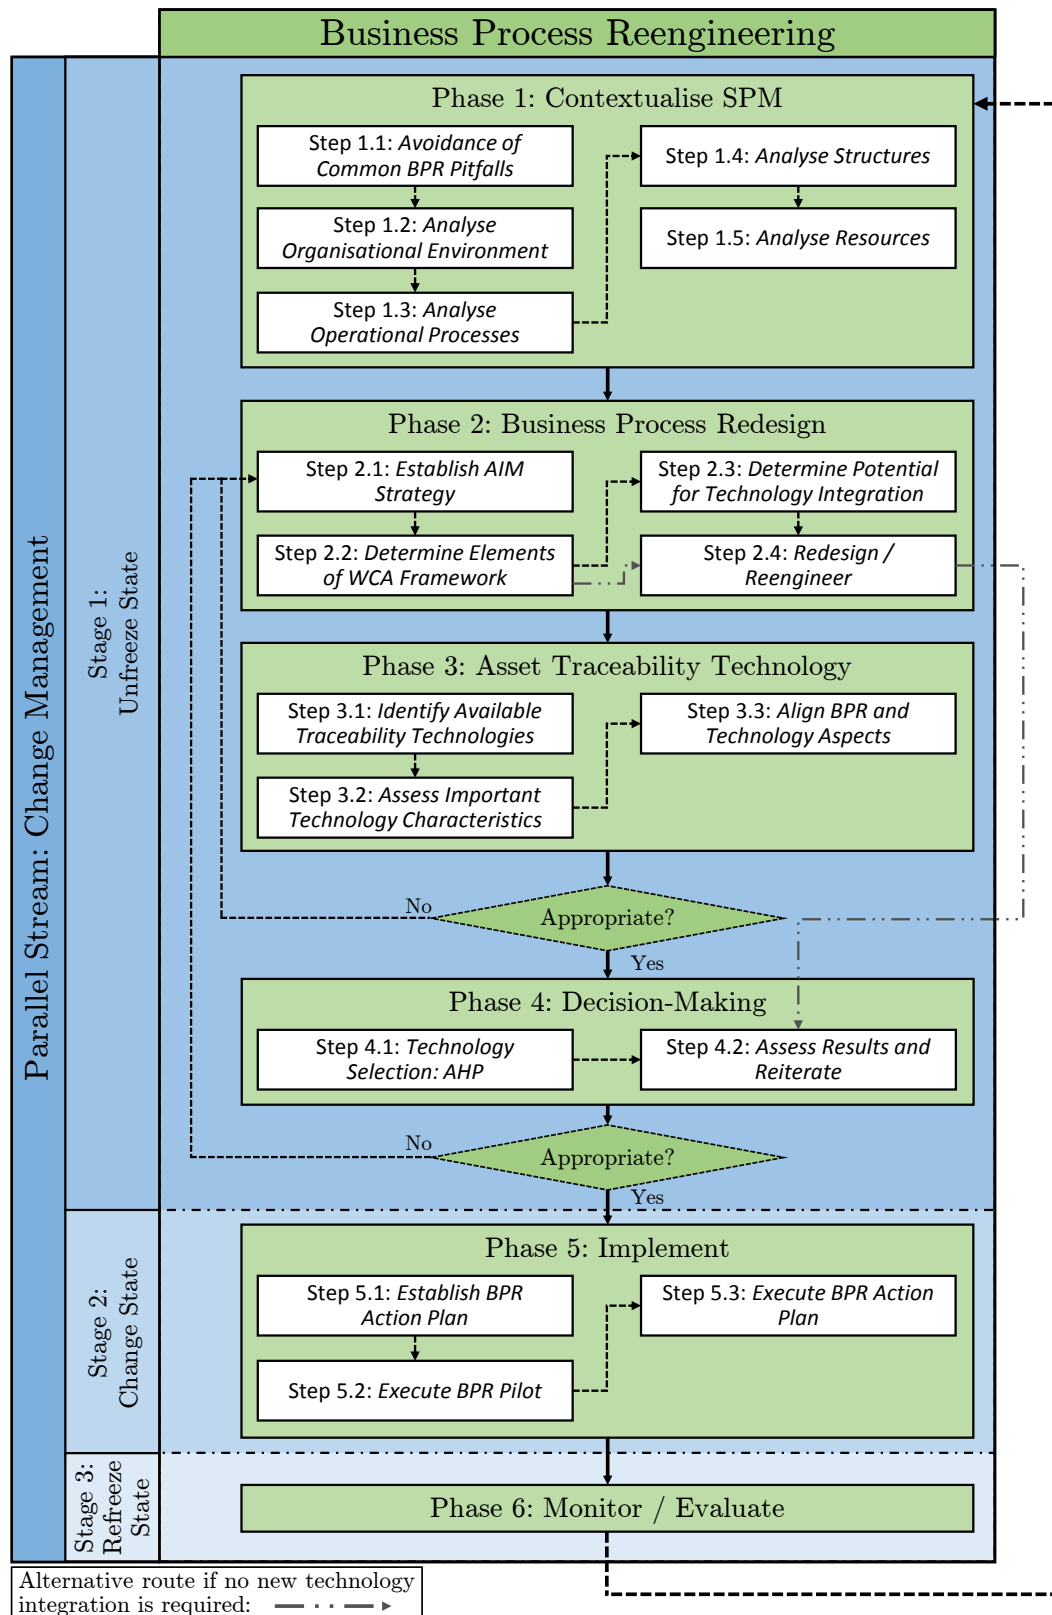 Business Process Reengineering
Parallel Stream: Change Management
Stage 1:
Unfreeze State
Phase 1: Contextualise SPM
Step 1.1: Avoidance of
Common BPR Pitfalls
Step 1.2: Analyse
Organisational Environment
Step 1.3: Analyse
Operational Processes
Step 1.4: Analyse Structures
Step 1.5: Analyse Resources
Phase 2: Business Process Redesign
Step 2.1: Establish AIM
Strategy
Step 2.2: Determine Elements
of WCA Framework
Step 2.3: Determine Potential
for Technology Integration
Step 2.4: Redesign /
Reengineer
Phase 3: Asset Traceability Technology
Step 3.1: Identify Available
Traceability Technologies
Step 3.2: Assess Important
Technology Characteristics
Step 3.3: Align BPR and
Technology Aspects
No
Appropriate?
Yes
Phase 4: Decision-Making
Step 4.1: Technology
Selection: AHP
Step 4.2: Assess Results and
Reiterate
No
Appropriate?
Yes
Stage 2:
Change State
Phase 5: Implement
Step 5.1: Establish BPR
Action Plan
Step 5.2: Execute BPR Pilot
Step 5.3: Execute BPR Action
Plan
Stage 3:
Refreeze
State
Phase 6: Monitor / Evaluate
Alternative route if no new technology
integration is required: